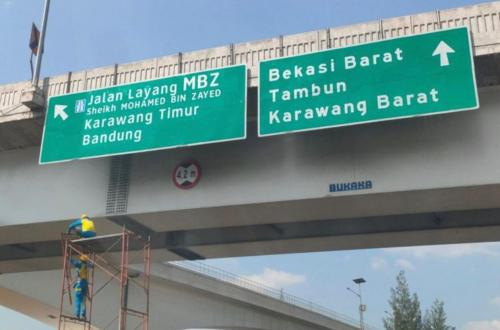 Jalan Layang MBZ
Sheikh MOHAMED BIN ZAYED
Karawang Timur
Bandung
Bekasi Barat
Tambun
Karawang Barat
4,2 m
BUKAKA